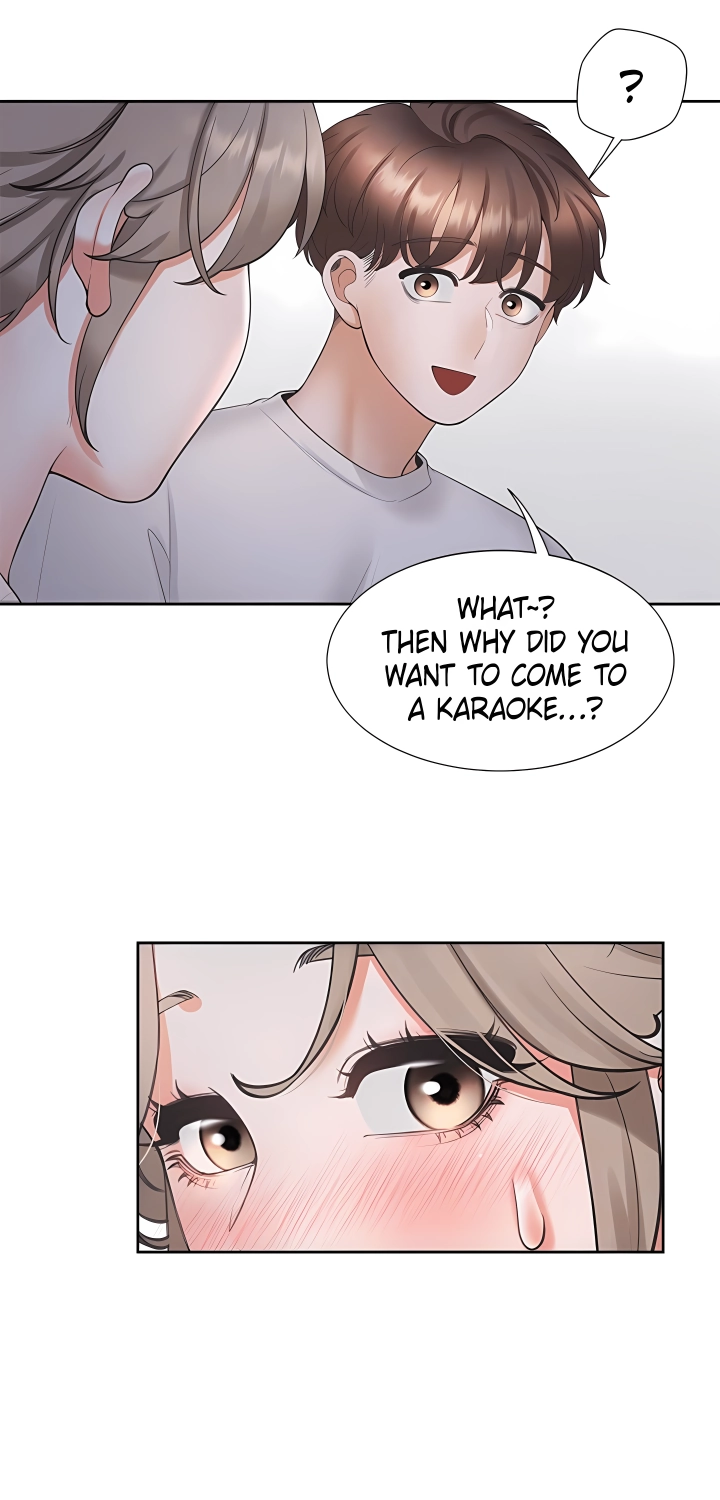 ?
WHAT~?
THEN WHY DID YOU
WANT TO COME TO
A KARAOKE...?